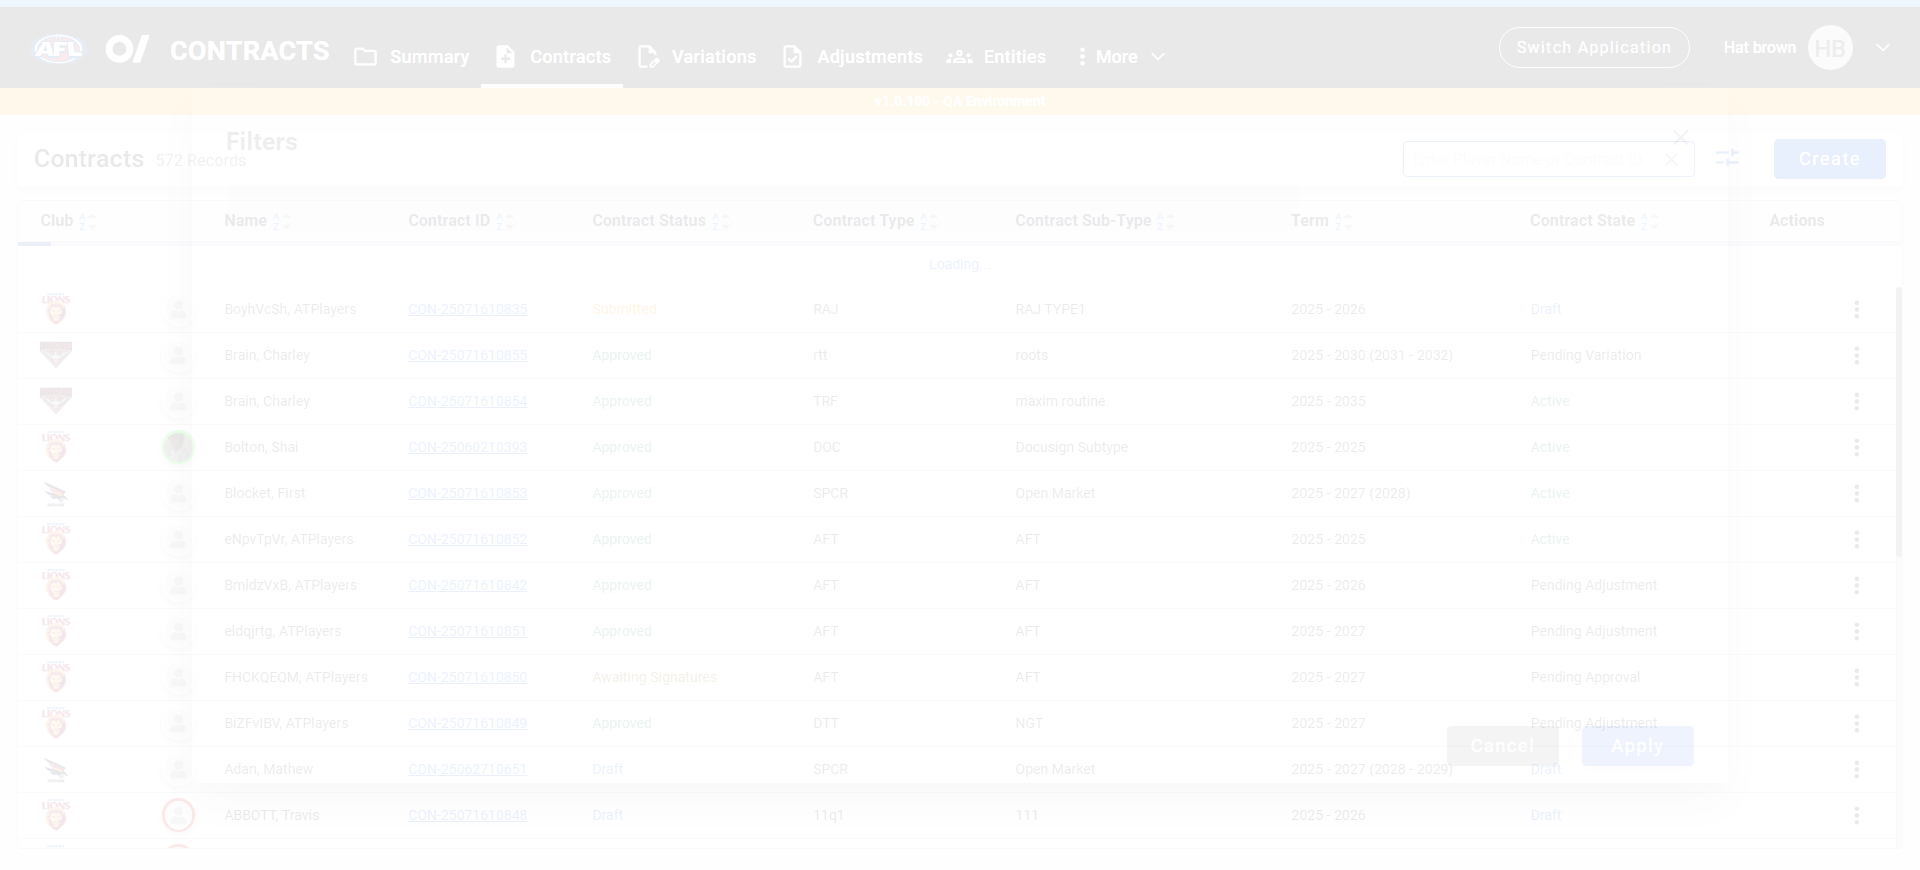 AFL CONTRACTS Summary Contracts Variations Adjustments Entities More Switch Application Hat brown HB
v1.0.100 - QA Environment
Filters
Contracts 572 Records Enter Player Name or Contract ID Create
Club Name Contract ID Contract Status Contract Type Contract Sub-Type Term Contract State Actions
Loading ...
LIONS BoyhVcSh, ATPlayers CON-25071610835 Submitted RAJ RAJ TYPE1 2025 - 2026 Draft
Brain, Charley CON-25071610855 Approved rtt roots 2025 - 2030 (2031 - 2032) Pending Variation
Brain, Charley CON-25071610854 Approved TRF maxim routine 2025 - 2035 Active
LIONS Bolton, Shai CON-25060210393 Approved DOC Docusign Subtype 2025 - 2025 Active
Blocket, First CON-25071610853 Approved SPCR Open Market 2025 - 2027 (2028) Active
LIONS eNpvTpVr, ATPlayers CON-25071610852 Approved AFT AFT 2025 - 2025 Active
LIONS BmldzVxB, ATPlayers CON-25071610842 Approved AFT AFT 2025 - 2026 Pending Adjustment
LIONS eldqjrtg, ATPlayers CON-25071610851 Approved AFT AFT 2025 - 2027 Pending Adjustment
LIONS FHCKQEQM, ATPlayers CON-25071610850 Awaiting Signatures AFT AFT 2025 - 2027 Pending Approval
LIONS BiZFvIBV, ATPlayers CON-25071610849 Approved DTT NGT 2025 - 2027 Pending Adjustment
Cancel Apply
Adan, Mathew CON-25062710651 Draft SPCR Open Market 2025 - 2027 (2028 - 2029) Draft
LIONS ABBOTT, Travis CON-25071610848 Draft 11q1 111 2025 - 2026 Draft